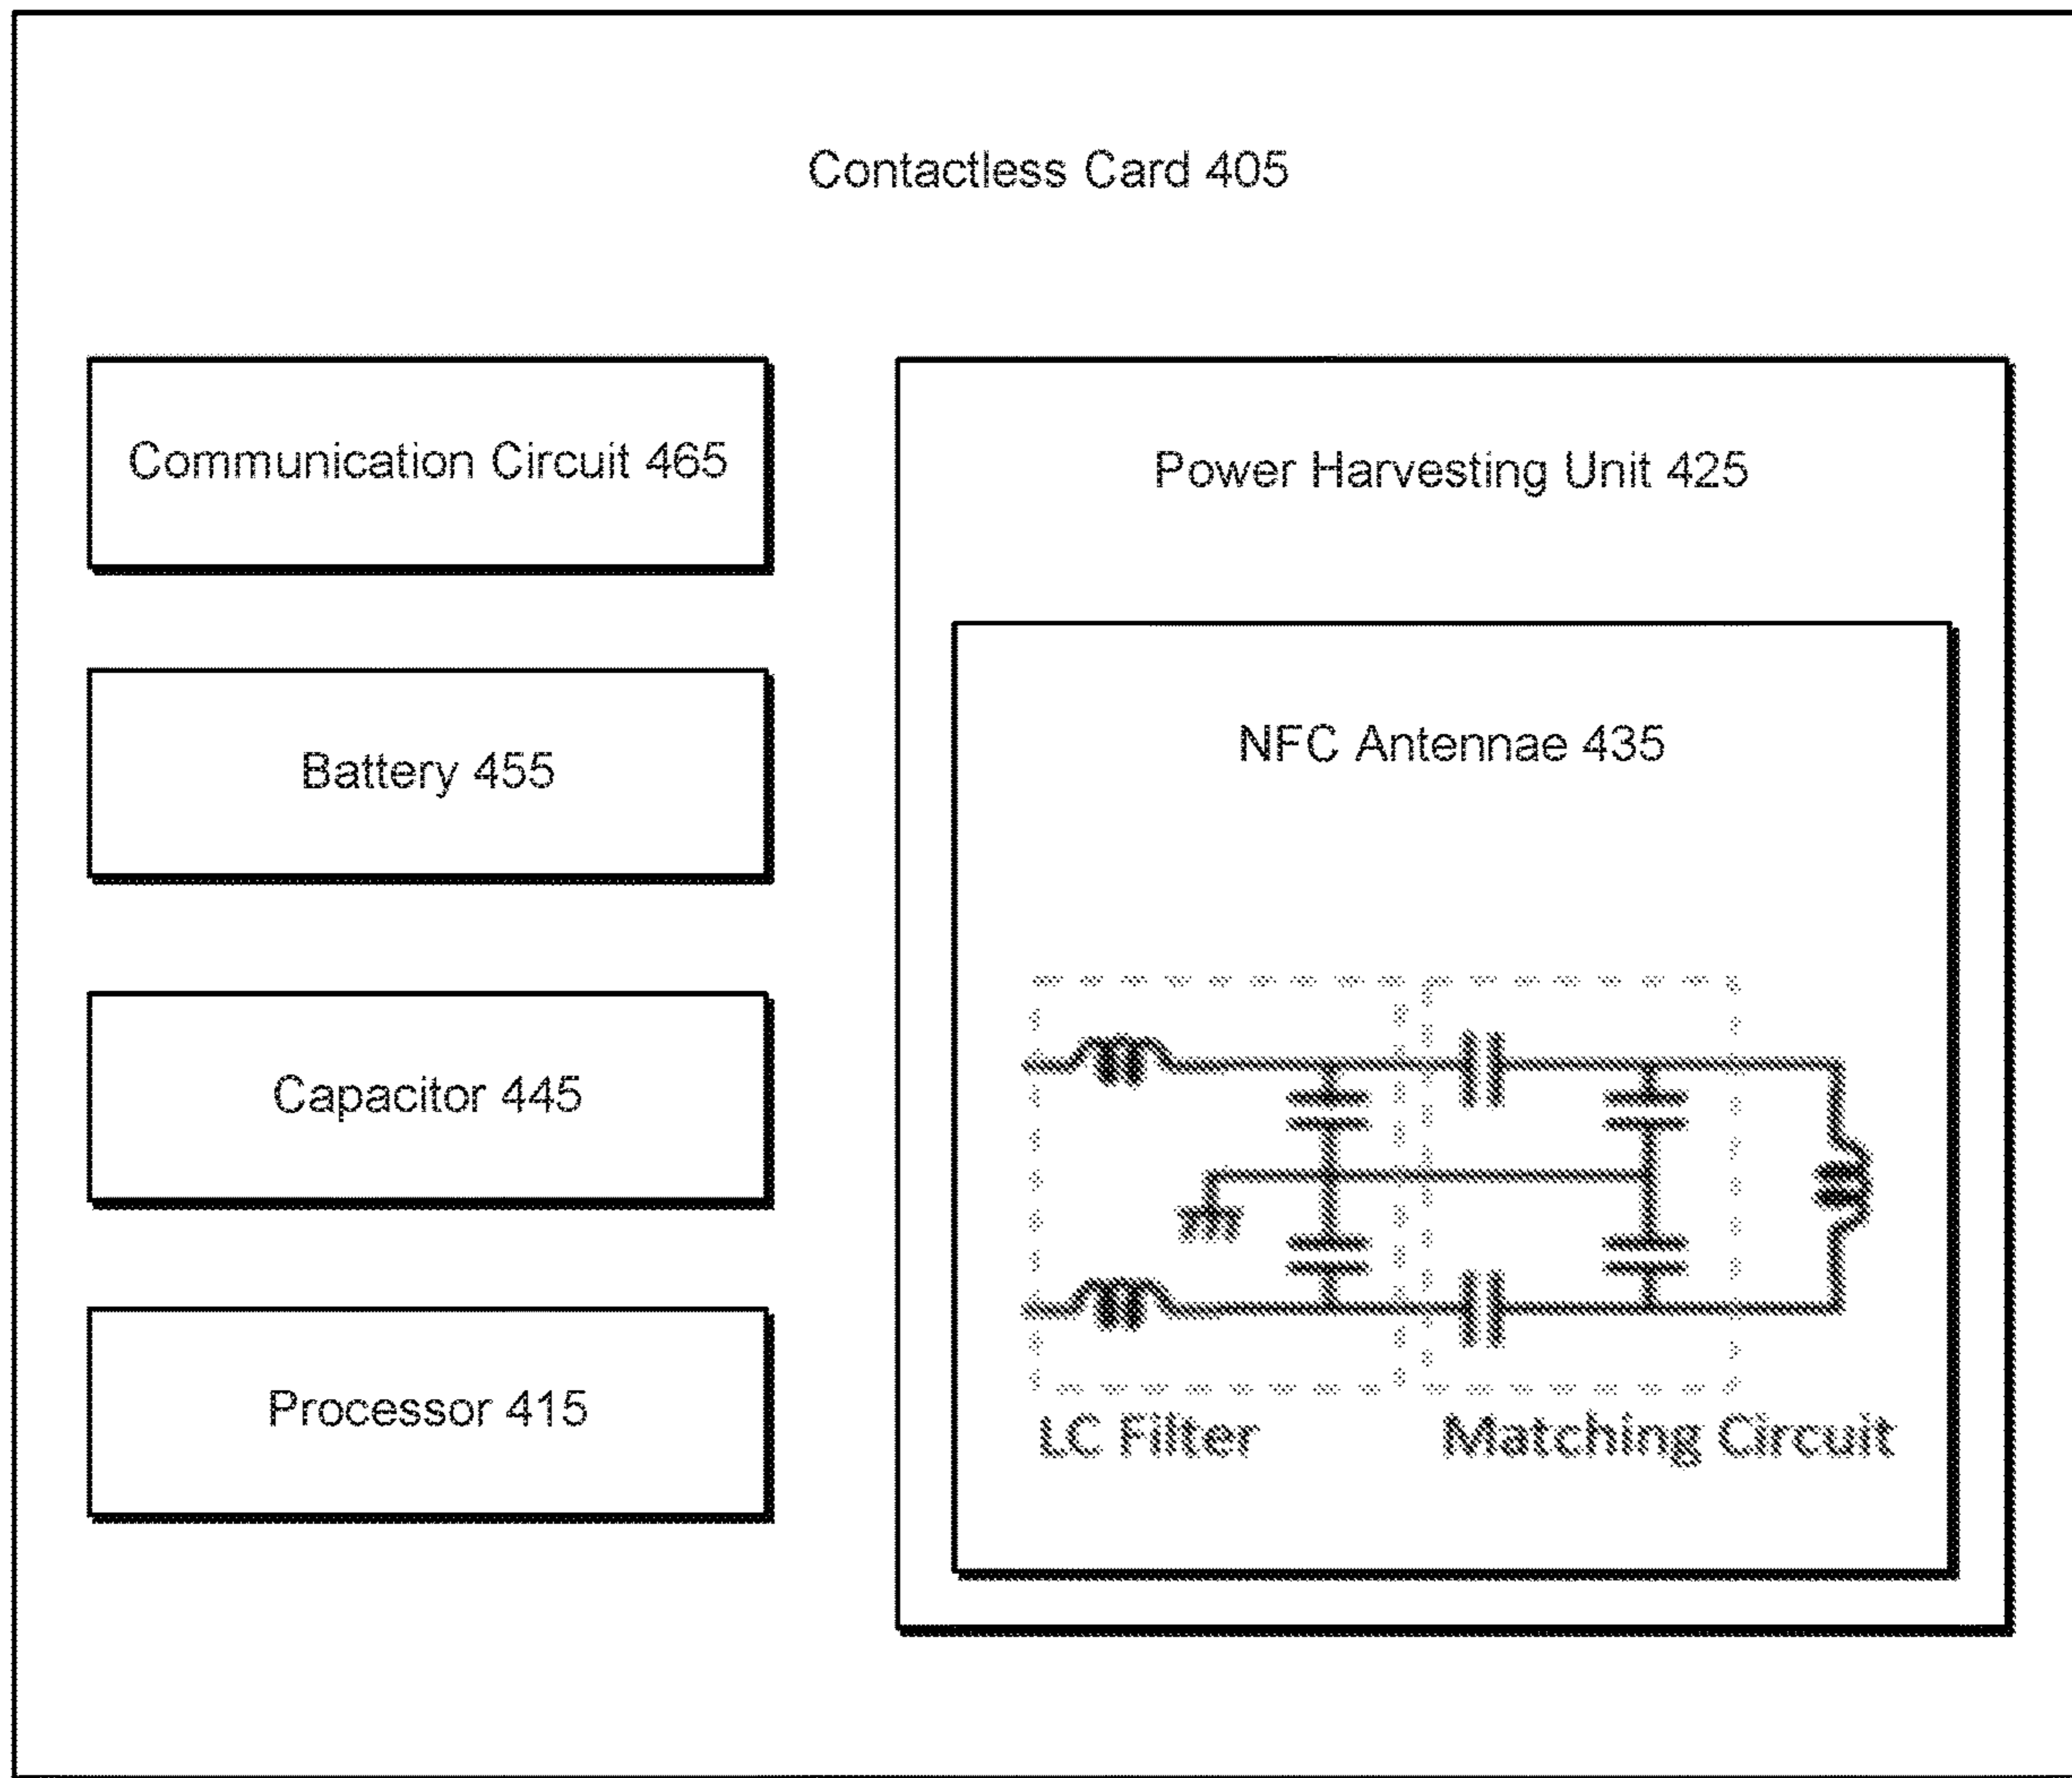 Contactless Card 405
Communication Circuit 465
Battery 455
Capacitor 445
Processor 415
Power Harvesting Unit 425
NFC Antennae 435
LC Filter
Matching Circuit